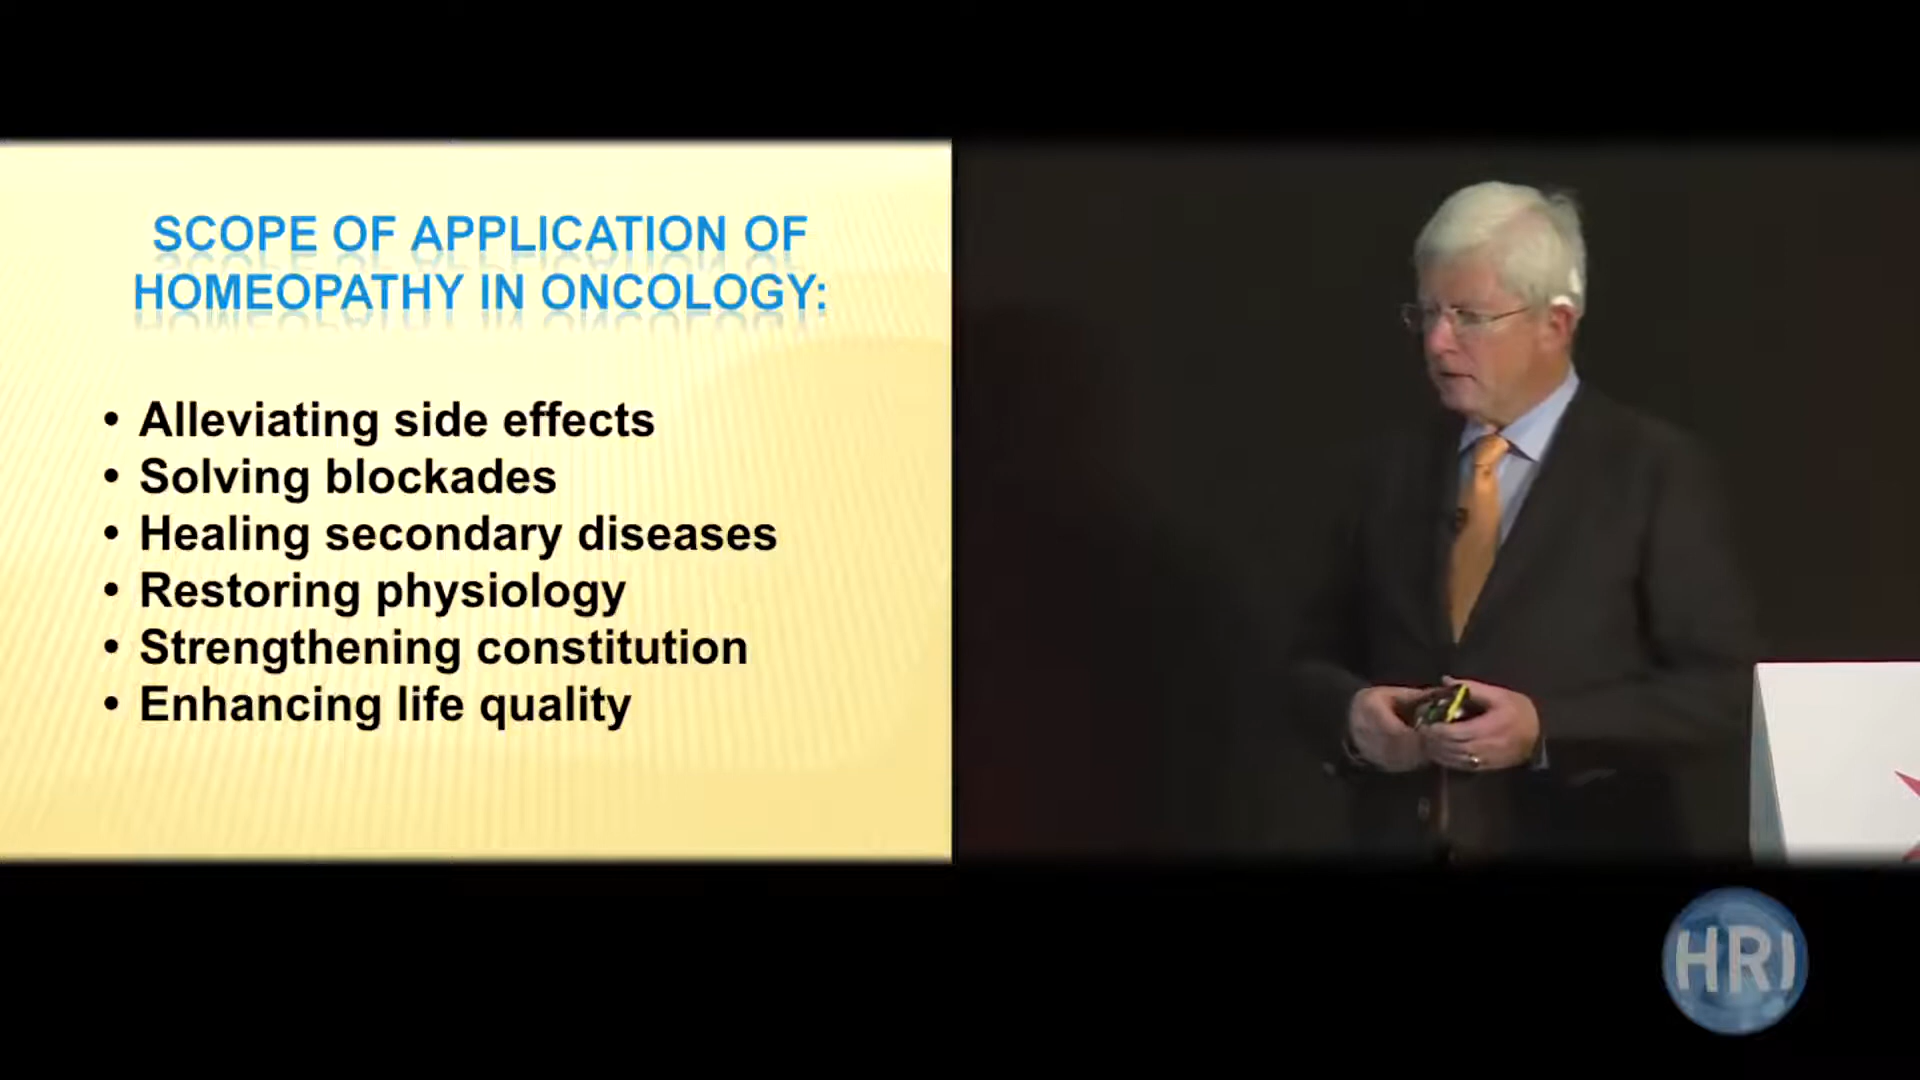 SCOPE OF APPLICATION OF
HOMEOPATHY IN ONCOLOGY:
• Alleviating side effects
• Solving blockades
• Healing secondary diseases
• Restoring physiology
• Strengthening constitution
• Enhancing life quality
HRI